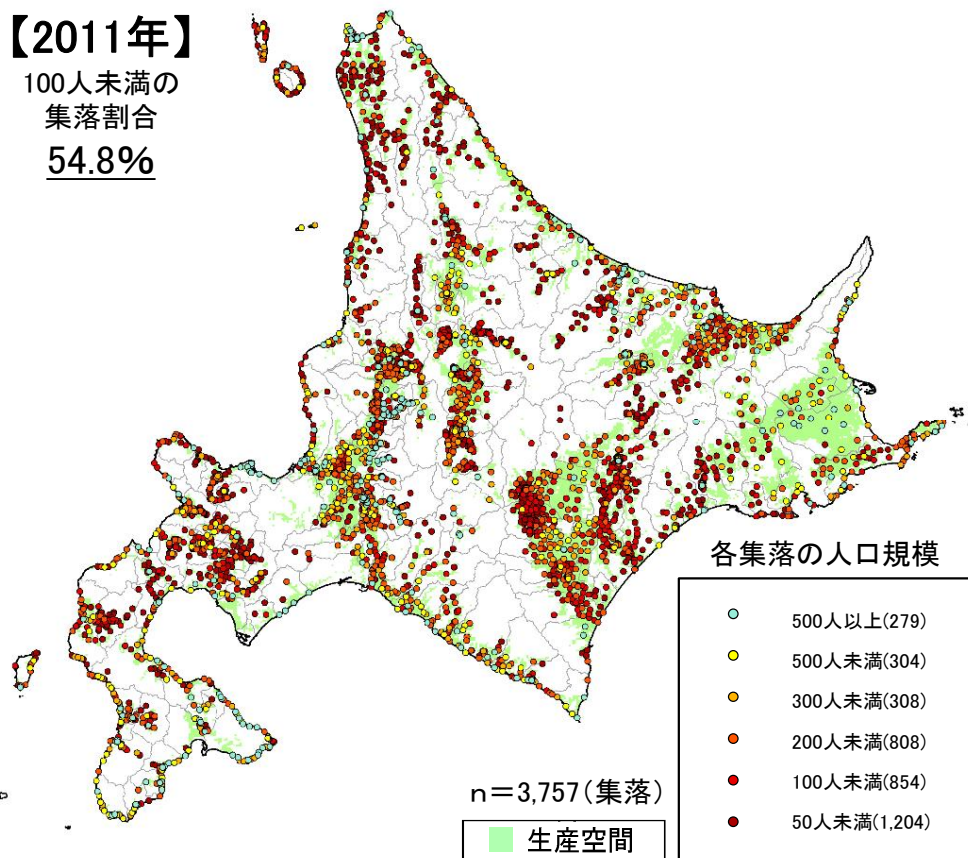 【2011年】
100人未満の
集落割合
54.8%
各集落の人口規模
500人以上(279)
500人未満(304)
300人未満(308)
200人未満(808)
100人未満(854)
50人未満(1,204)
n=3,757(集落)
生産空間